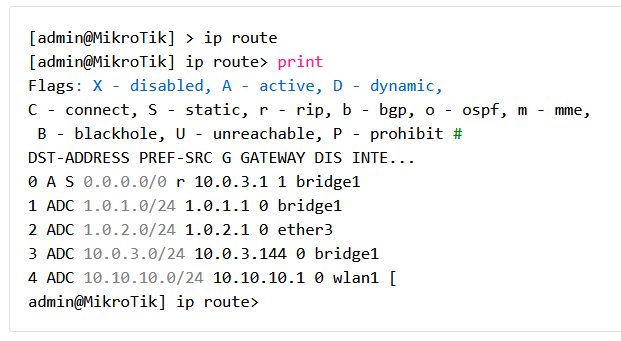 [admin@MikroTik] > ip route
[admin@MikroTik] ip route> print
Flags: X - disabled, A - active, D - dynamic,
C - connect, S - static, r - rip, b - bgp, o - ospf, m - mme,
B - blackhole, U - unreachable, P - prohibit #
DST-ADDRESS PREF-SRC G GATEWAY DIS INTE...
0 A S 0.0.0.0/0 r 10.0.3.1 1 bridge1
1 ADC 1.0.1.0/24 1.0.1.1 0 bridge1
2 ADC 1.0.2.0/24 1.0.2.1 0 ether3
3 ADC 10.0.3.0/24 10.0.3.144 0 bridge1
4 ADC 10.10.10.0/24 10.10.10.1 0 wlan1 [
admin@MikroTik] ip route>